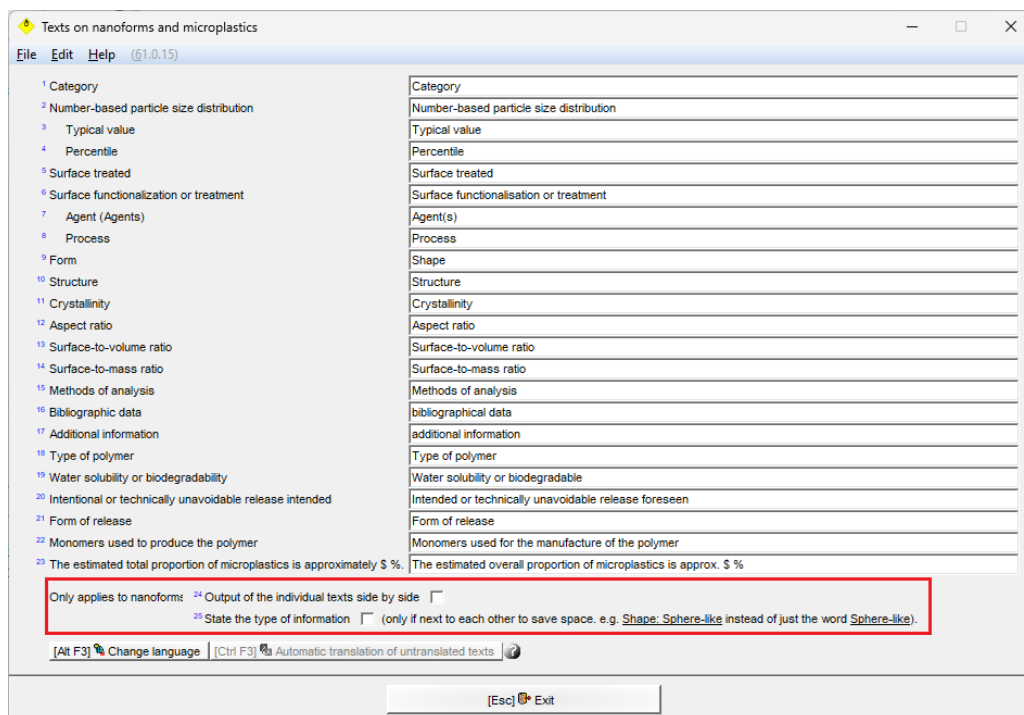 Texts on nanoforms and microplastics
File Edit Help (61.0.15)
1 Category Category
2 Number-based particle size distribution Number-based particle size distribution
3 Typical value Typical value
4 Percentile Percentile
5 Surface treated Surface treated
6 Surface functionalization or treatment Surface functionalisation or treatment
7 Agent (Agents) Agent(s)
8 Process Process
9 Form Shape
10 Structure Structure
11 Crystallinity Crystallinity
12 Aspect ratio Aspect ratio
13 Surface-to-volume ratio Surface-to-volume ratio
14 Surface-to-mass ratio Surface-to-mass ratio
15 Methods of analysis Methods of analysis
16 Bibliographic data bibliographical data
17 Additional information additional information
18 Type of polymer Type of polymer
19 Water solubility or biodegradability Water solubility or biodegradable
20 Intentional or technically unavoidable release intended Intended or technically unavoidable release foreseen
21 Form of release Form of release
22 Monomers used to produce the polymer Monomers used for the manufacture of the polymer
23 The estimated total proportion of microplastics is approximately $ %. The estimated overall proportion of microplastics is approx. $ %
Only applies to nanoforms 24 Output of the individual texts side by side
25 State the type of information (only if next to each other to save space. e.g. Shape: Sphere-like instead of just the word Sphere-like).
[Alt F3] Change language [Ctrl F3] Automatic translation of untranslated texts ?
[Esc] Exit